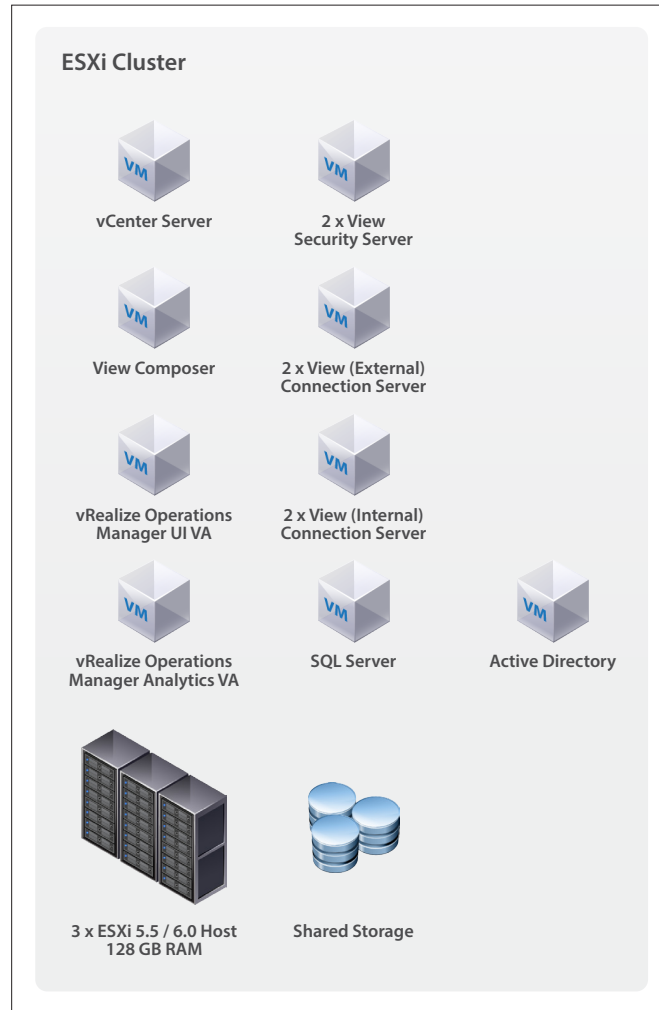 ESXi Cluster
VM
VM
vCenter Server
2 x View
Security Server
VM
VM
View Composer
2 x View (External)
Connection Server
VM
VM
vRealize Operations
Manager UI VA
2 x View (Internal)
Connection Server
VM
VM
VM
vRealize Operations
Manager Analytics VA
SQL Server
Active Directory
3 x ESXi 5.5 / 6.0 Host
128 GB RAM
Shared Storage